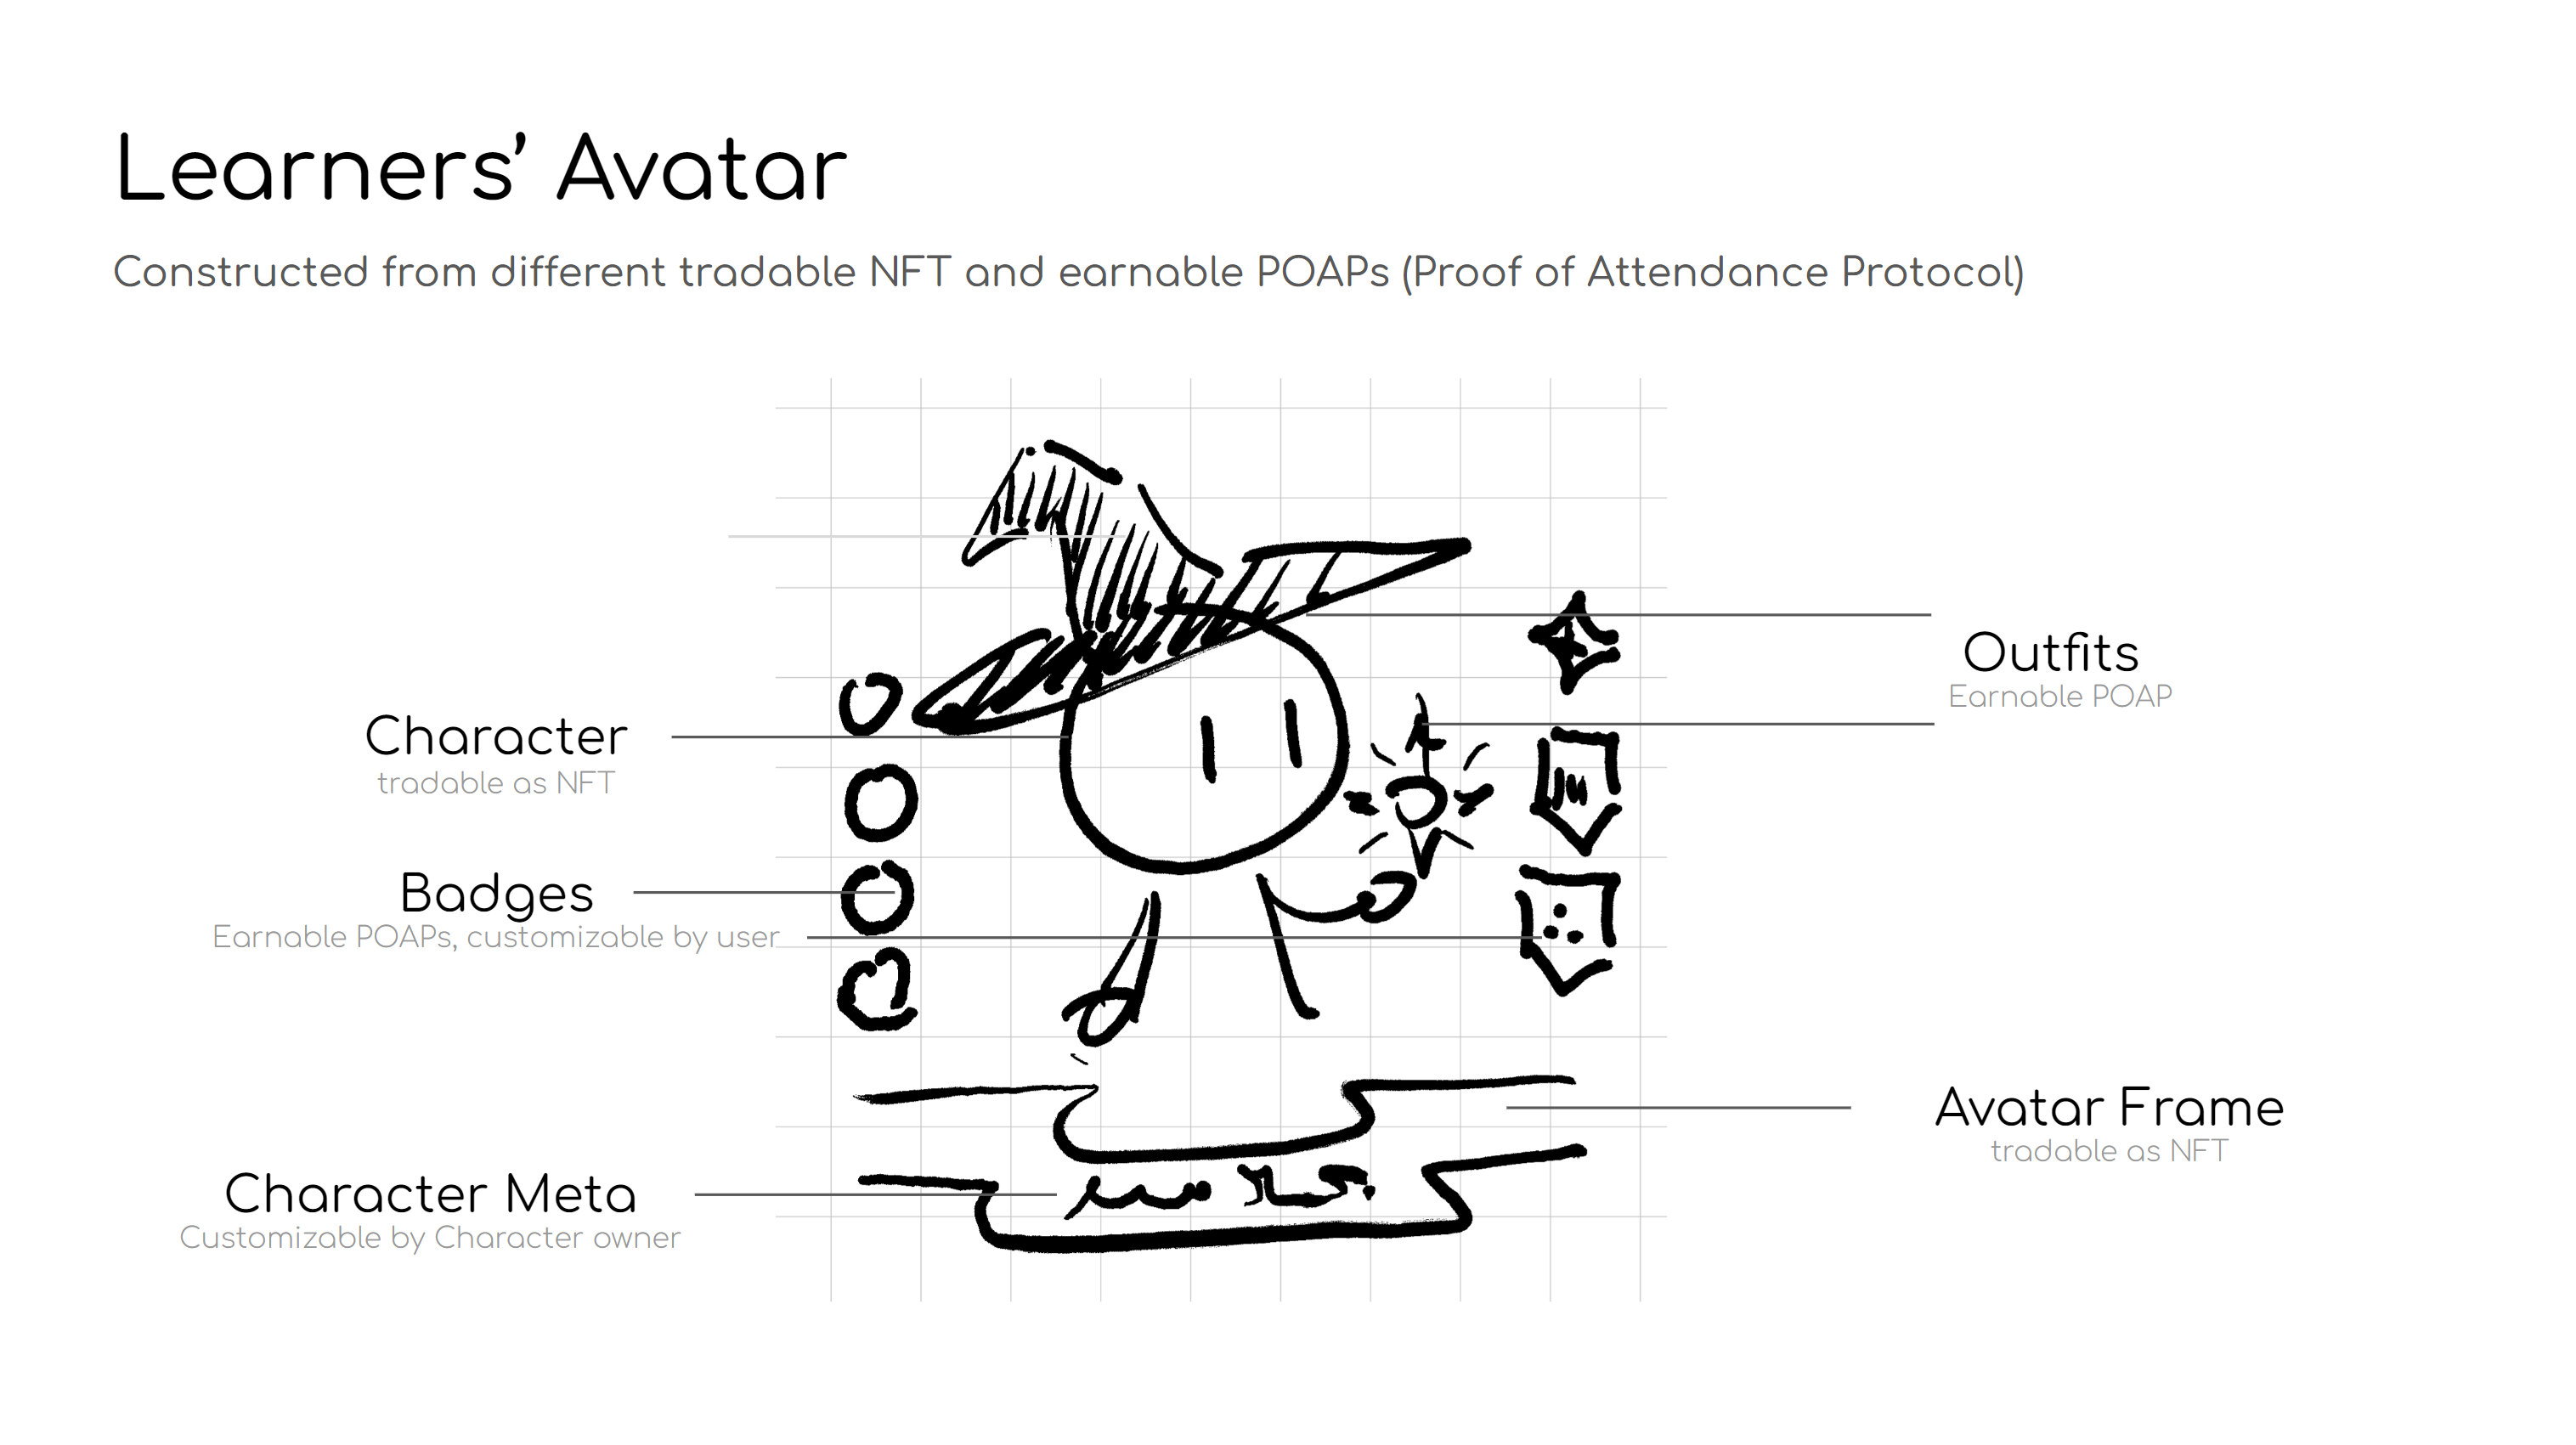 Learners’ Avatar
Constructed from different tradable NFT and earnable POAPs (Proof of Attendance Protocol)
Outfits
Earnable POAP
Character
tradable as NFT
Badges
Earnable POAPs, customizable by user
Avatar Frame
tradable as NFT
Character Meta
Customizable by Character owner